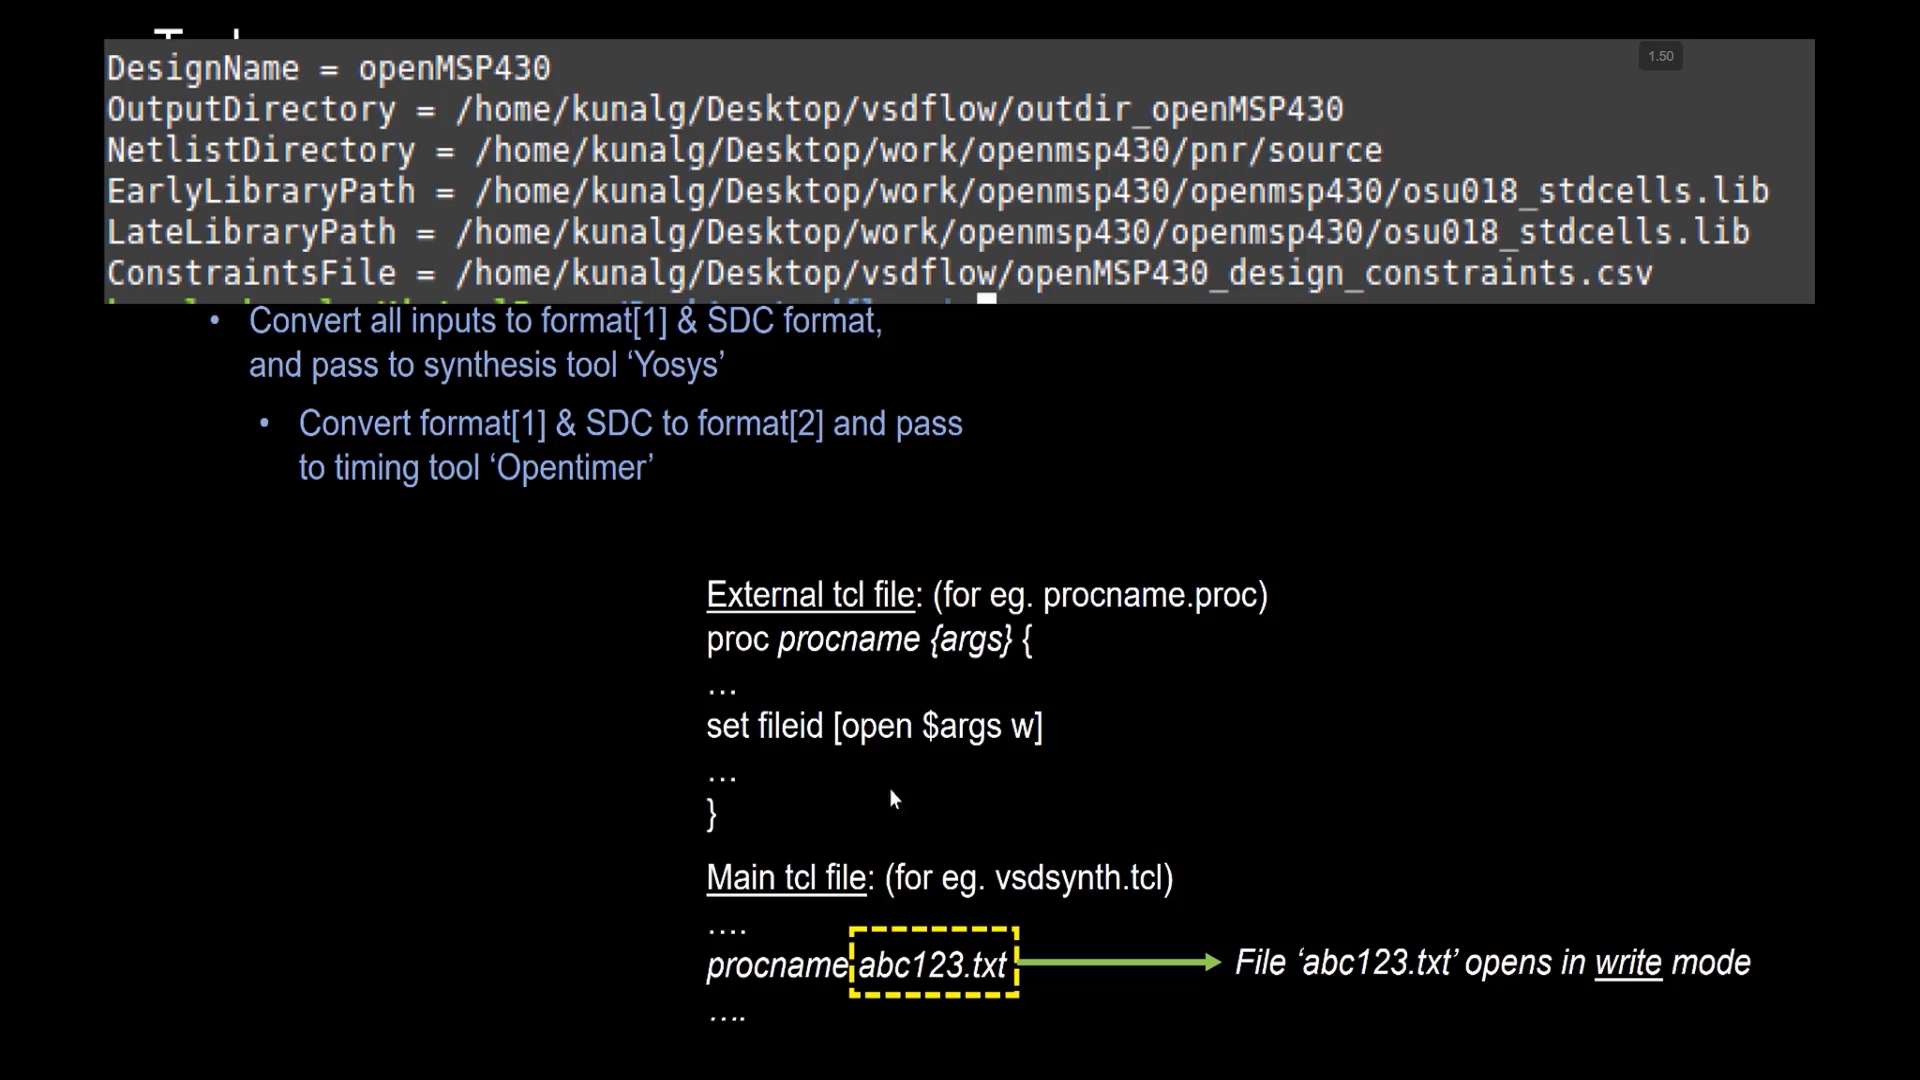 1.50
DesignName = openMSP430
OutputDirectory = /home/kunalg/Desktop/vsdflow/outdir_openMSP430
NetlistDirectory = /home/kunalg/Desktop/work/openmsp430/pnr/source
EarlyLibraryPath = /home/kunalg/Desktop/work/openmsp430/openmsp430/osu018_stdcells.lib
LateLibraryPath = /home/kunalg/Desktop/work/openmsp430/openmsp430/osu018_stdcells.lib
ConstraintsFile = /home/kunalg/Desktop/vsdflow/openMSP430_design_constraints.csv
• Convert all inputs to format[1] & SDC format,
and pass to synthesis tool ‘Yosys’
• Convert format[1] & SDC to format[2] and pass
to timing tool ‘Opentimer’
External tcl file: (for eg. procname.proc)
proc procname {args} {
…
set fileid [open $args w]
…
}
Main tcl file: (for eg. vsdsynth.tcl)
….
procname abc123.txt
File ‘abc123.txt’ opens in write mode
….